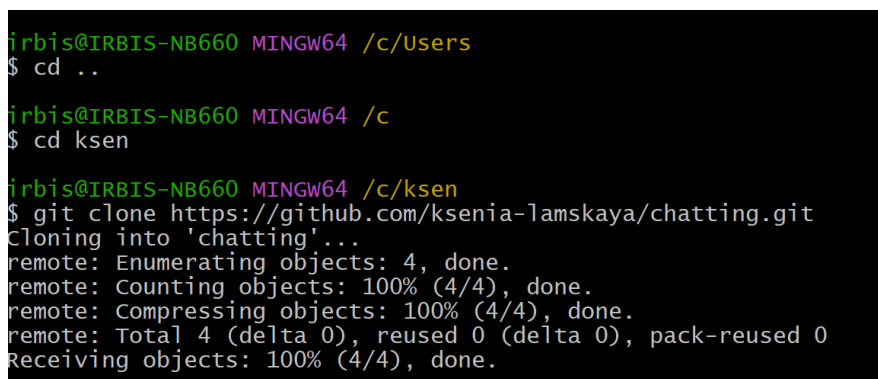 irbis@IRBIS-NB660 MINGW64 /c/Users
$ cd ..
irbis@IRBIS-NB660 MINGW64 /c
$ cd ksen
irbis@IRBIS-NB660 MINGW64 /c/ksen
$ git clone https://github.com/ksenia-lamskaya/chatting.git
Cloning into 'chatting'...
remote: Enumerating objects: 4, done.
remote: Counting objects: 100% (4/4), done.
remote: Compressing objects: 100% (4/4), done.
remote: Total 4 (delta 0), reused 0 (delta 0), pack-reused 0
Receiving objects: 100% (4/4), done.